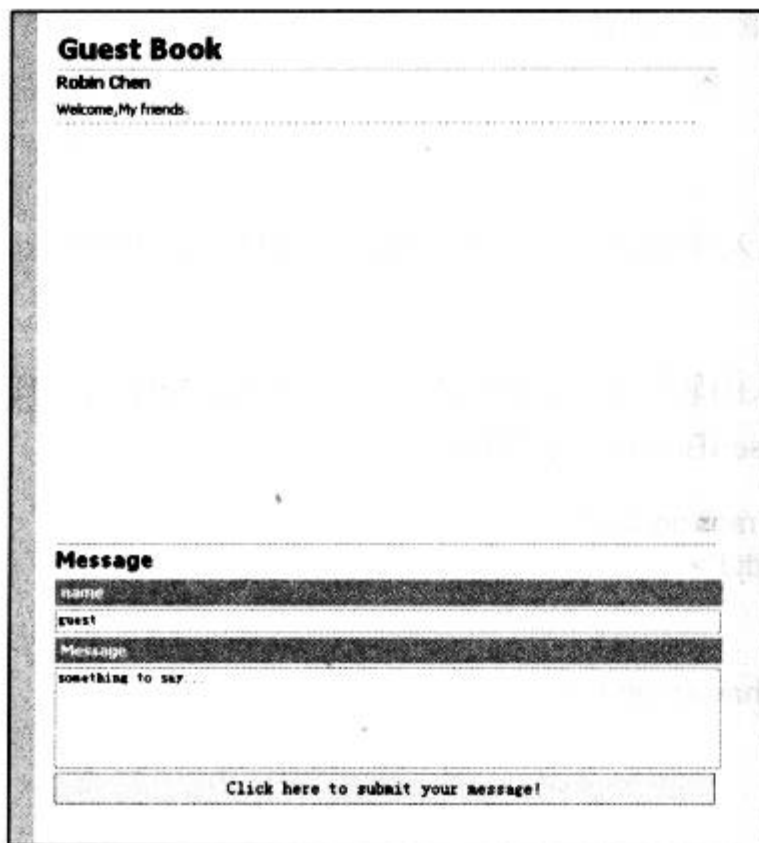 Guest Book
Robin Chen
Welcome,My friends.
Message
name
guest
Message
something to say...
Click here to submit your message!